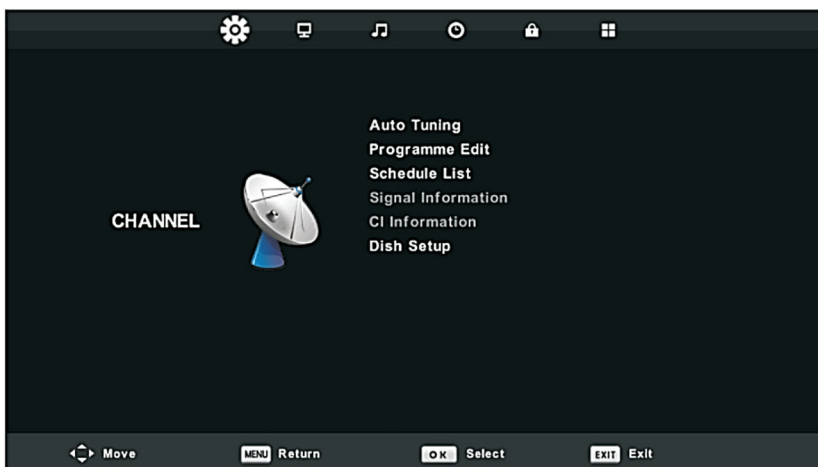 Auto Tuning
Programme Edit
Schedule List
Signal Information
CI Information
Dish Setup
CHANNEL
Move MENU Return OK Select EXIT Exit